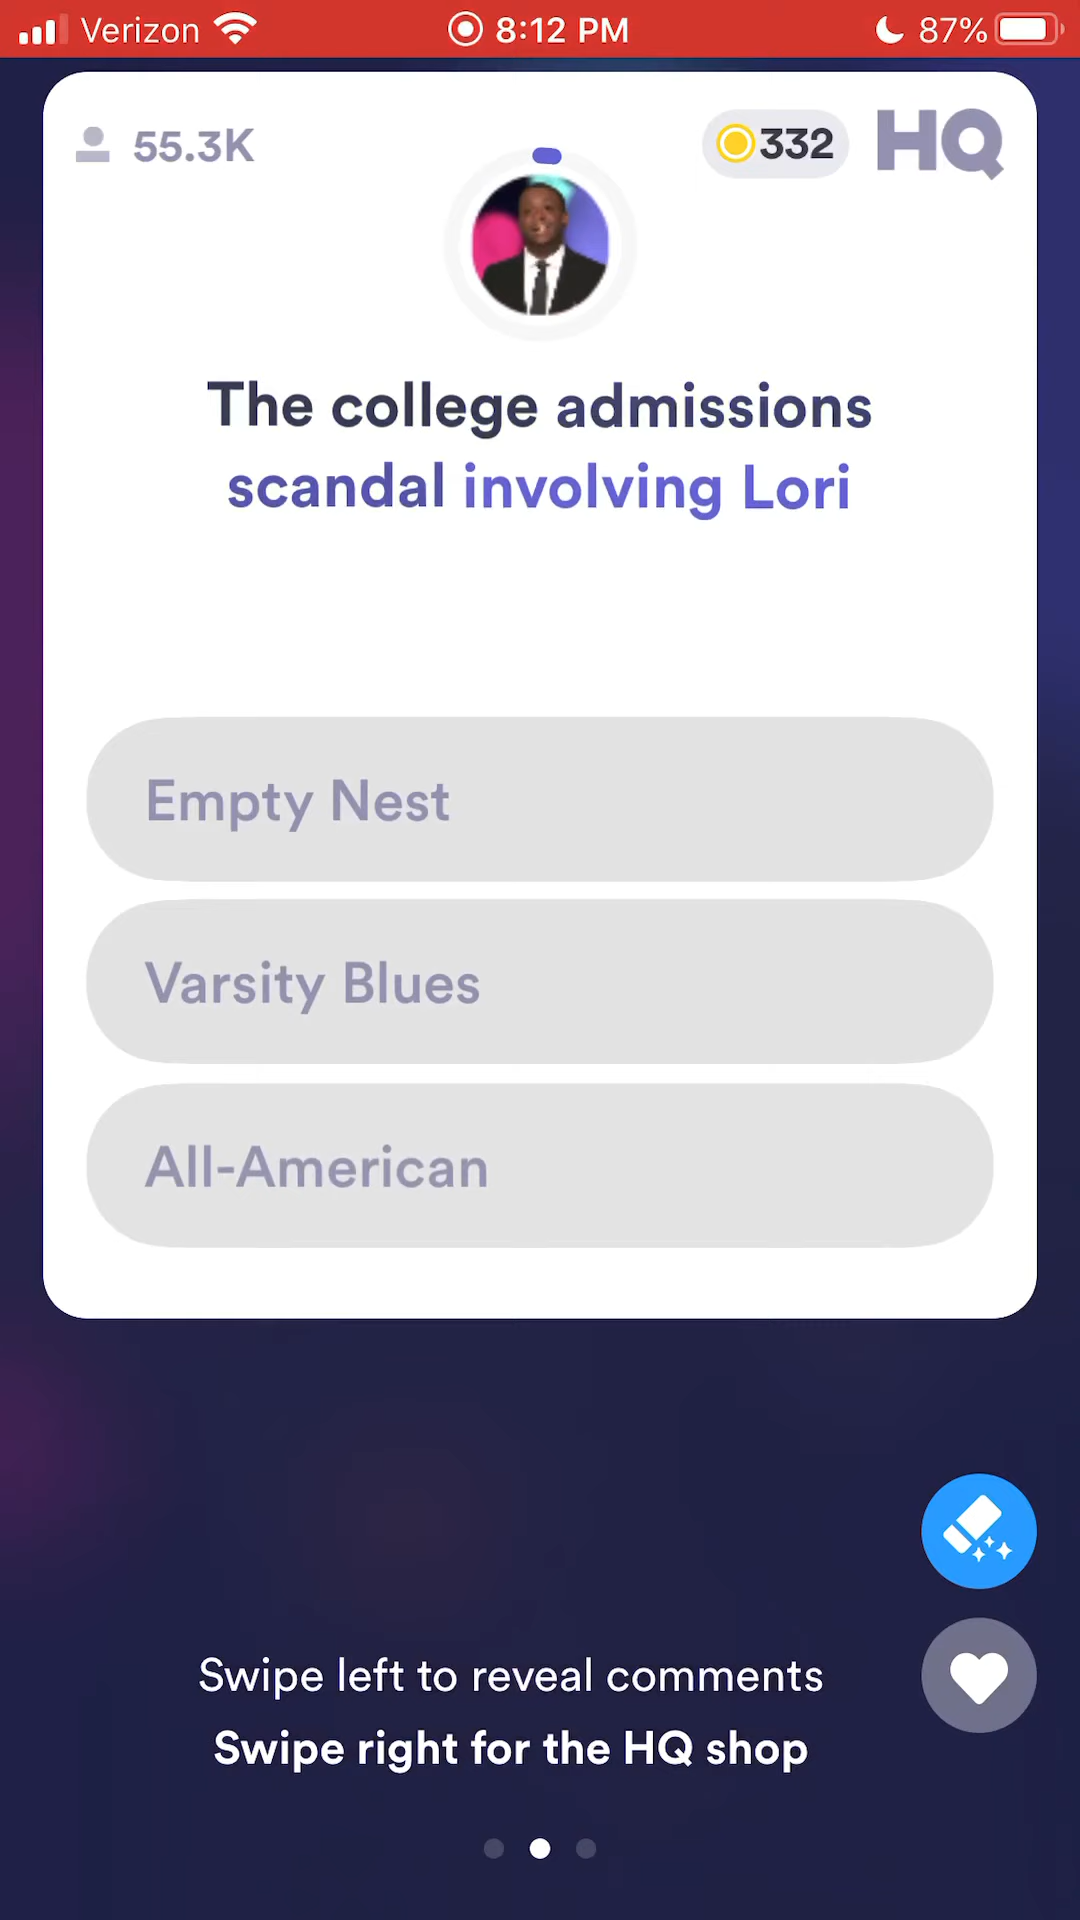 Verizon 8:12 PM 87%
55.3K 332 HQ
The college admissions
scandal involving Lori
Empty Nest
Varsity Blues
All-American
Swipe left to reveal comments
Swipe right for the HQ shop